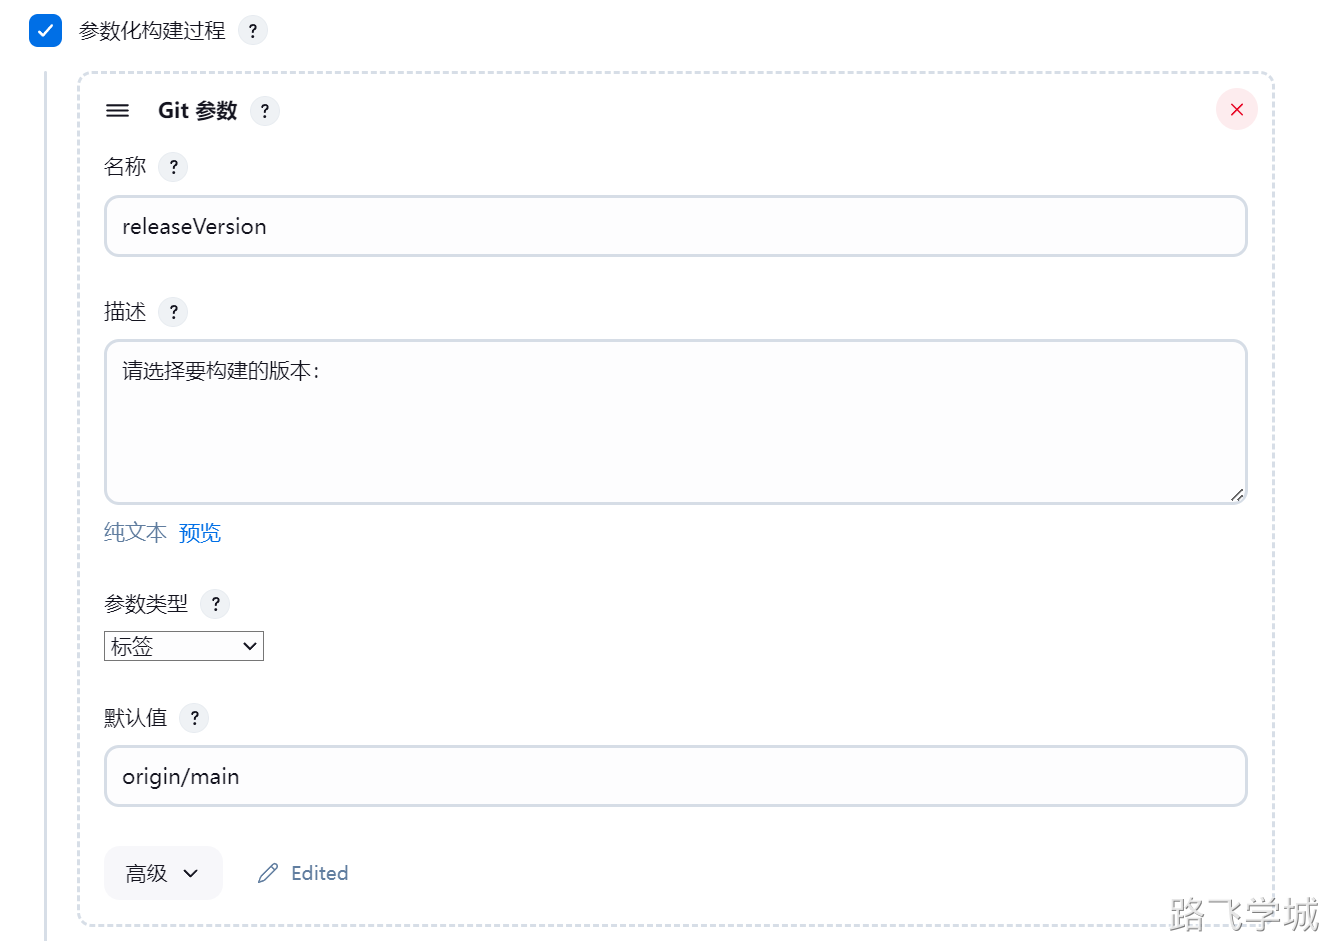 参数化构建过程 ?
Git 参数 ?
名称 ?
releaseVersion
描述 ?
请选择要构建的版本:
纯文本 预览
参数类型 ?
标签
默认值 ?
origin/main
高级 Edited
路飞学城